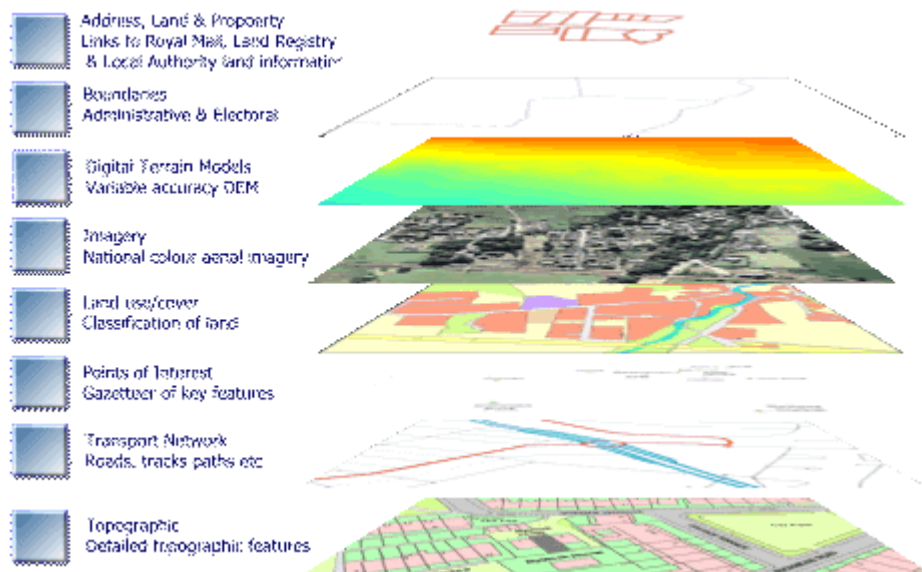 Address, Land & Property
Links to Royal Mail, Land Registry
& Local Authority land information
Boundaries
Administrative & Electoral
Digital Terrain Models
Variable accuracy DEM
Imagery
National colour aerial imagery
Land use/cover
Classification of land
Points of Interest
Gazetteer of key features
Transport Network
Roads, tracks paths etc
Topographic
Detailed topographic features